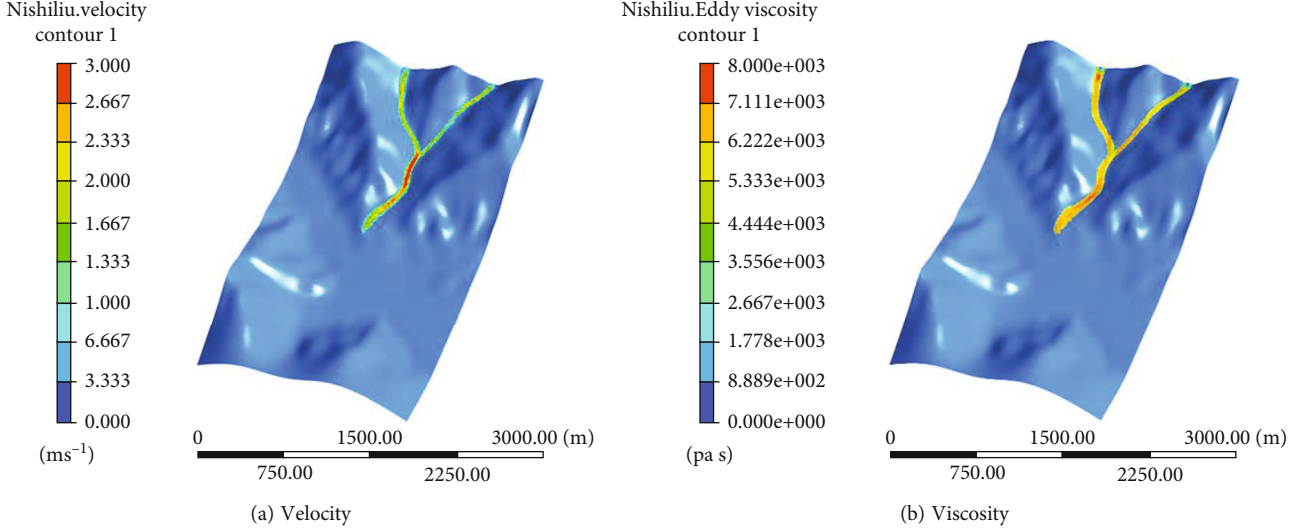 Nishiliu.velocity
contour 1
3.000
2.667
2.333
2.000
1.667
1.333
1.000
6.667
3.333
0.000
(ms⁻¹)
0 1500.00 3000.00 (m)
750.00 2250.00
(a) Velocity
Nishiliu.Eddy viscosity
contour 1
8.000e+003
7.111e+003
6.222e+003
5.333e+003
4.444e+003
3.556e+003
2.667e+003
1.778e+003
8.889e+002
0.000e+000
(pa s)
0 1500.00 3000.00 (m)
750.00 2250.00
(b) Viscosity